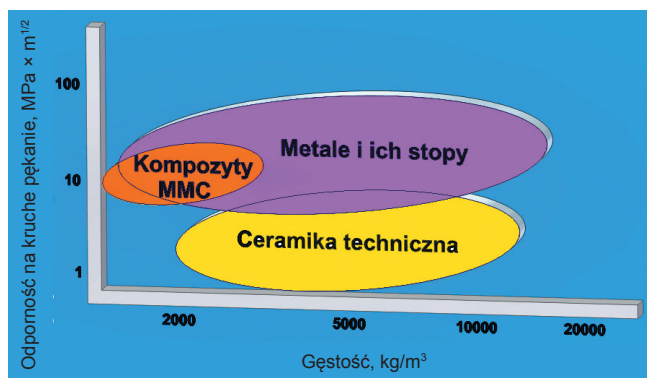 Odporność na kruche pękanie, MPa × m^1/2
100
10
1
Metale i ich stopy
Kompozyty
MMC
Ceramika techniczna
2000
5000
10000
20000
Gęstość, kg/m³